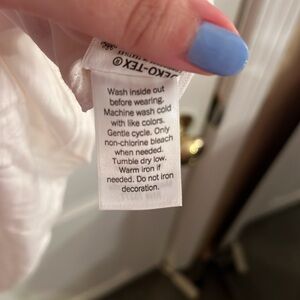 OEKO-TEX®
Wash inside out
before wearing.
Machine wash cold
with like colors.
Gentle cycle. Only
non-chlorine bleach
when needed.
Tumble dry low.
Warm iron if
needed. Do not iron
decoration.